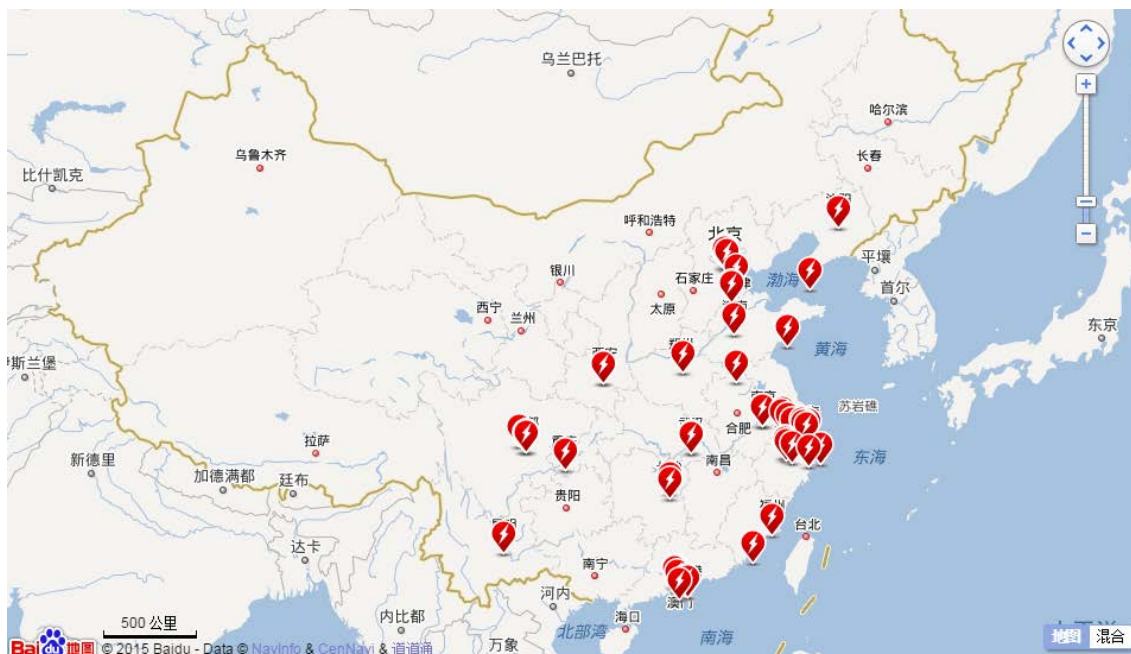 乌兰巴托
哈尔滨
长春
乌鲁木齐
比什凯克
呼和浩特
北京
平壤
银川
石家庄
渤海
首尔
太原
西宁
兰州
东京
黄海
伊斯兰堡
苏岩礁
合肥
拉萨
新德里
加德满都
廷布
南昌
东海
贵阳
台北
达卡
南宁
河内
澳门
内比都
海口
北部湾
南海
万象
500 公里
Bai du 地图 © 2015 Baidu - Data © NavInfo & CenNavi & 道道通
地图 混合